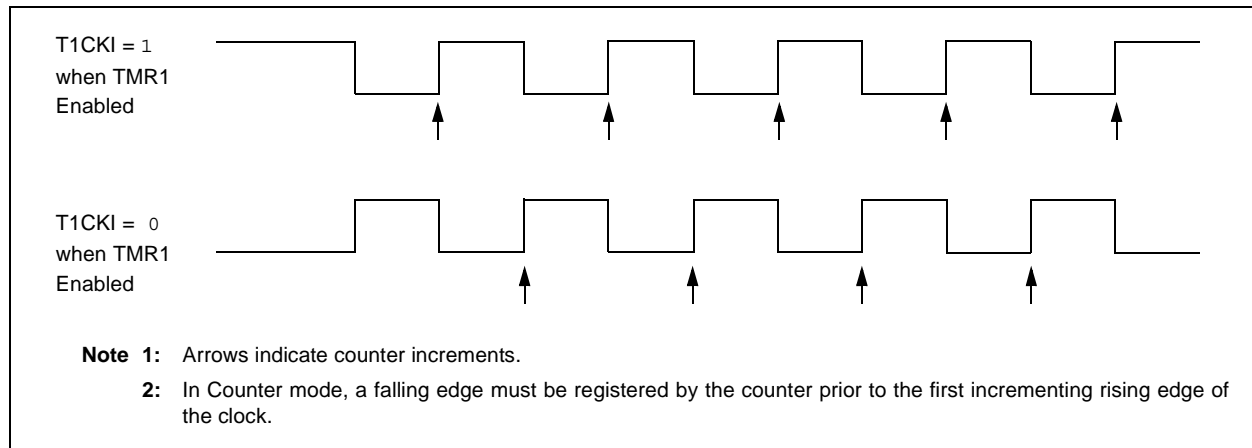 T1CKI = 1
when TMR1
Enabled
T1CKI = 0
when TMR1
Enabled
Note 1: Arrows indicate counter increments.
2: In Counter mode, a falling edge must be registered by the counter prior to the first incrementing rising edge of
the clock.